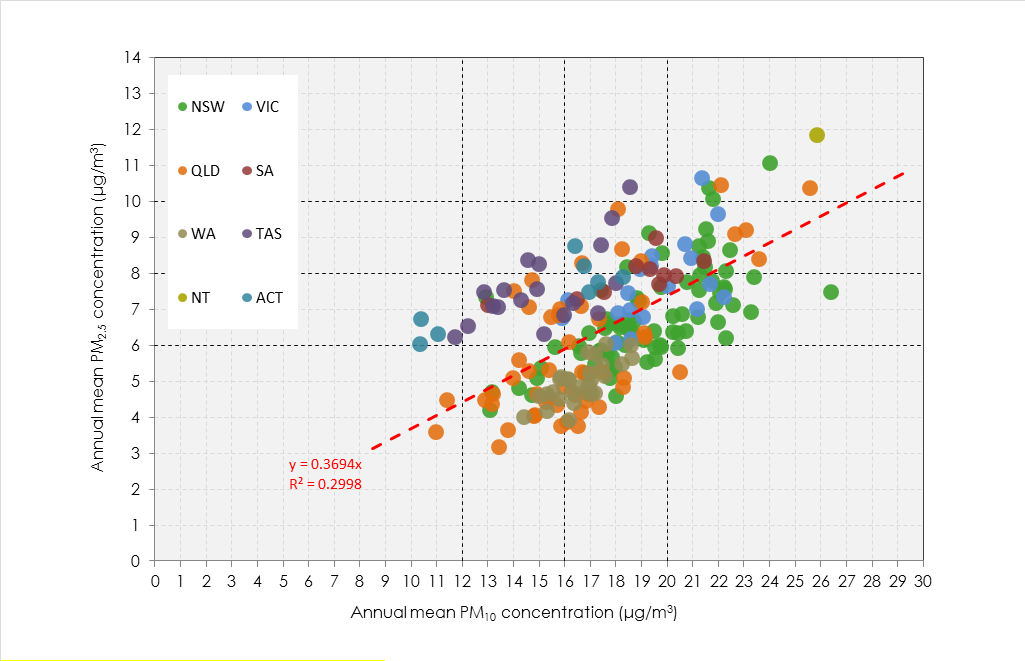 14
13
12
11
10
9
8
7
6
5
4
3
2
1
0
Annual mean PM2.5 concentration (µg/m³)
NSW VIC
QLD SA
WA TAS
NT ACT
y = 0.3694x
R² = 0.2998
0 1 2 3 4 5 6 7 8 9 10 11 12 13 14 15 16 17 18 19 20 21 22 23 24 25 26 27 28 29 30
Annual mean PM10 concentration (µg/m³)